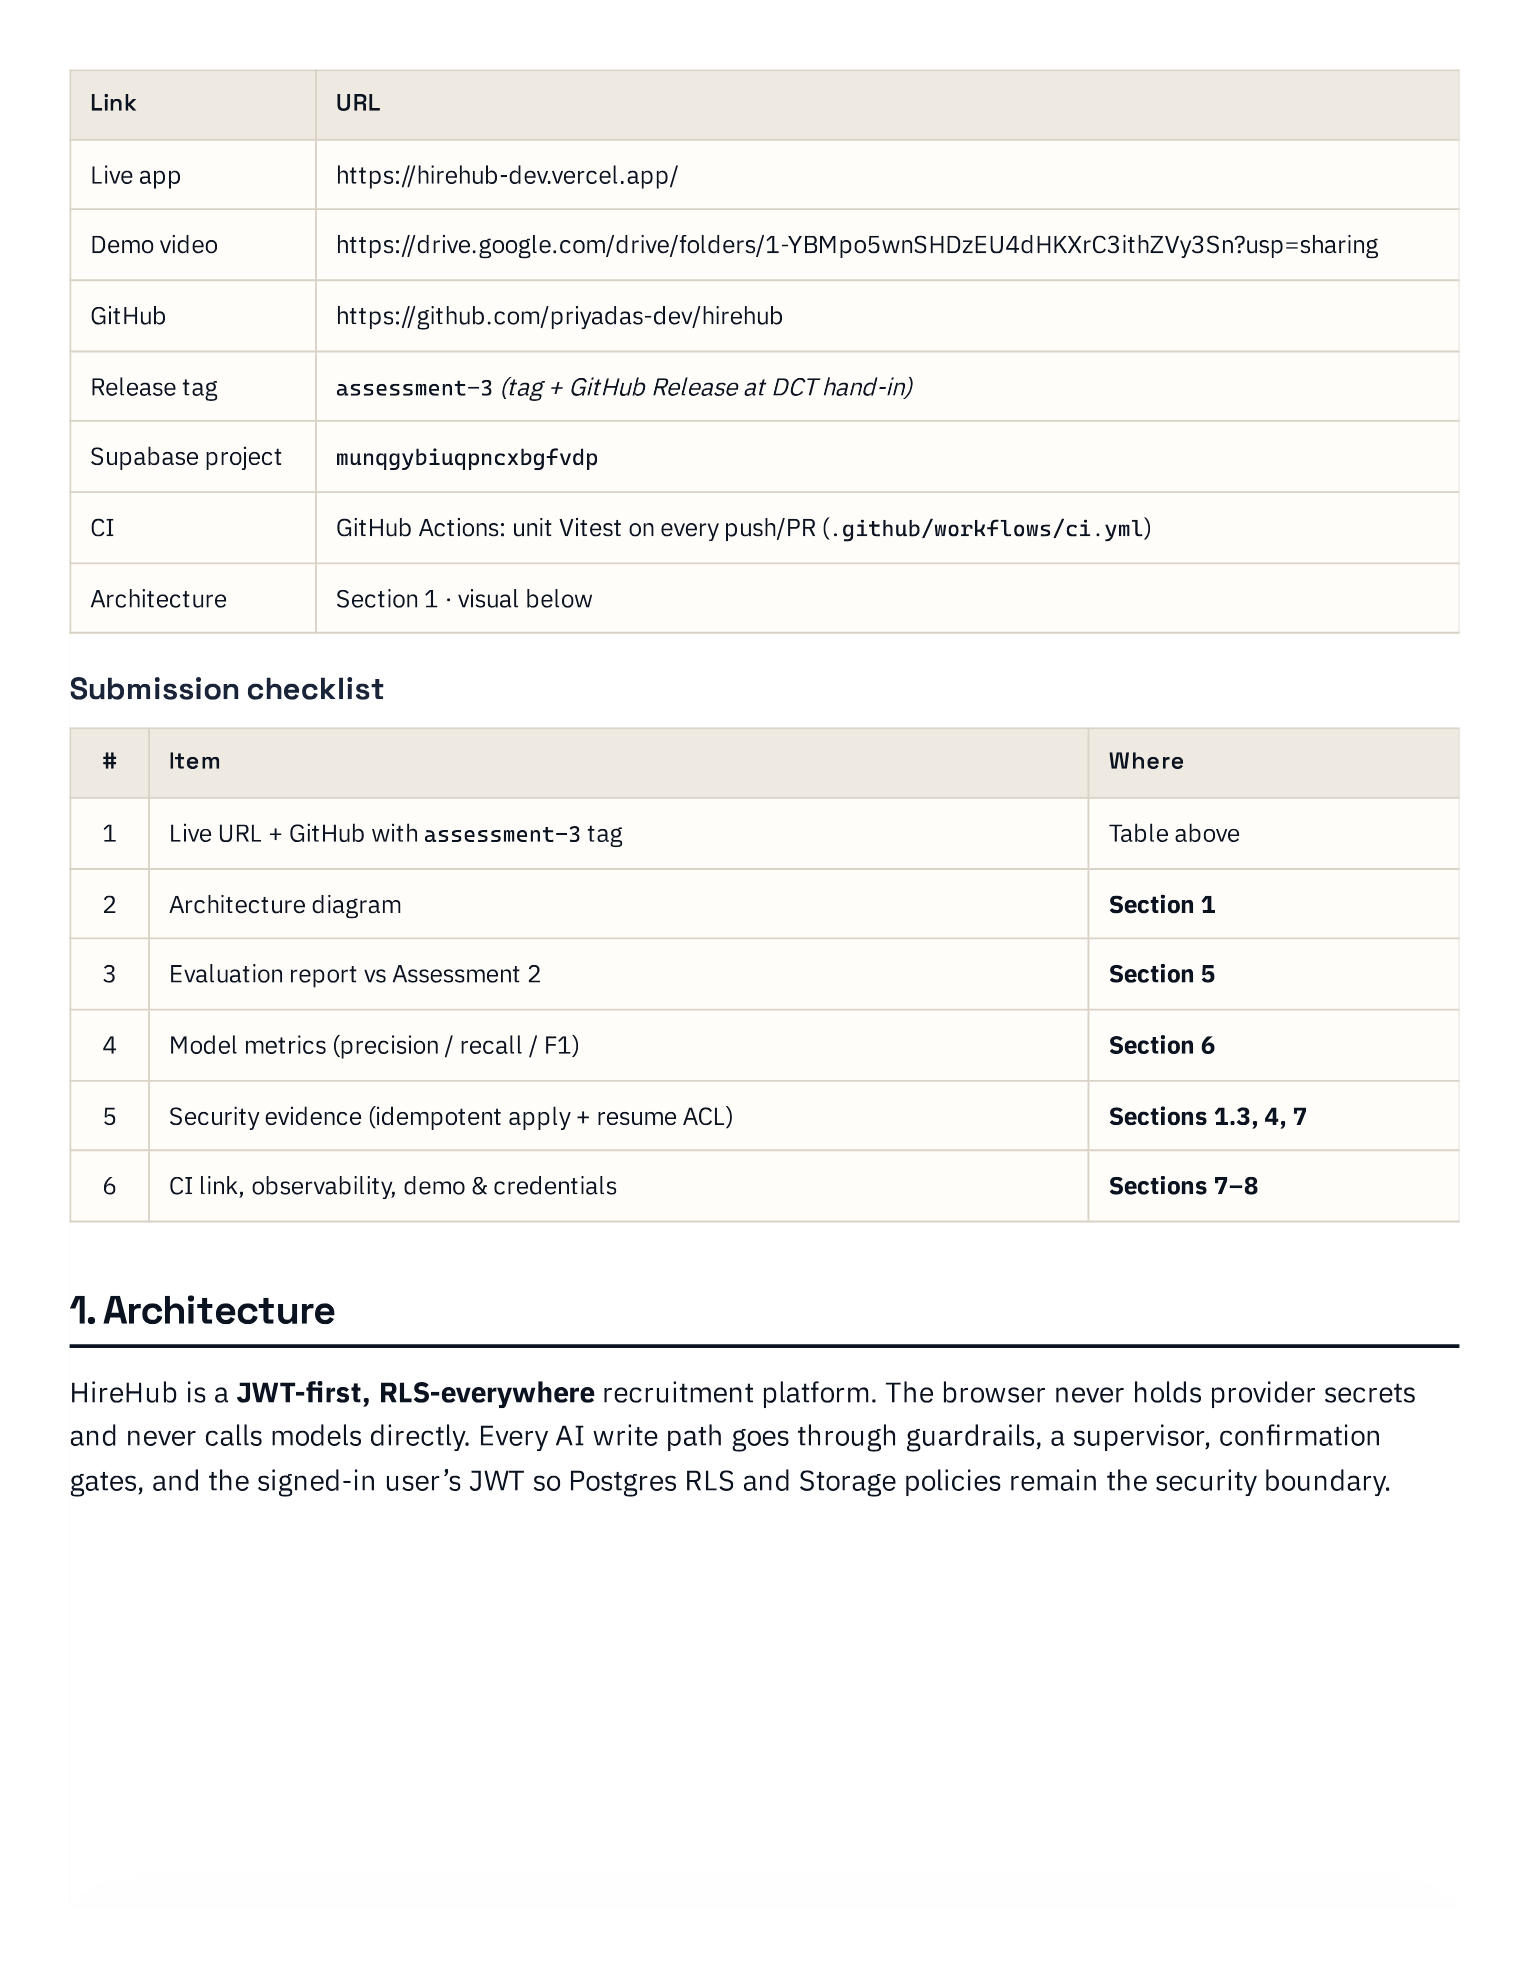 Link URL
Live app https://hirehub-dev.vercel.app/
Demo video https://drive.google.com/drive/folders/1-YBMpo5wnSHDzEU4dHKXrC3ithZVy3Sn?usp=sharing
GitHub https://github.com/priyadas-dev/hirehub
Release tag assessment-3 (tag + GitHub Release at DCT hand-in)
Supabase project munqgybiuqpncxbgfvdp
CI GitHub Actions: unit Vitest on every push/PR (.github/workflows/ci.yml)
Architecture Section 1 · visual below
Submission checklist
# Item Where
1 Live URL + GitHub with assessment-3 tag Table above
2 Architecture diagram Section 1
3 Evaluation report vs Assessment 2 Section 5
4 Model metrics (precision / recall / F1) Section 6
5 Security evidence (idempotent apply + resume ACL) Sections 1.3, 4, 7
6 CI link, observability, demo & credentials Sections 7–8
1. Architecture
HireHub is a JWT-first, RLS-everywhere recruitment platform. The browser never holds provider secrets
and never calls models directly. Every AI write path goes through guardrails, a supervisor, confirmation
gates, and the signed-in user’s JWT so Postgres RLS and Storage policies remain the security boundary.